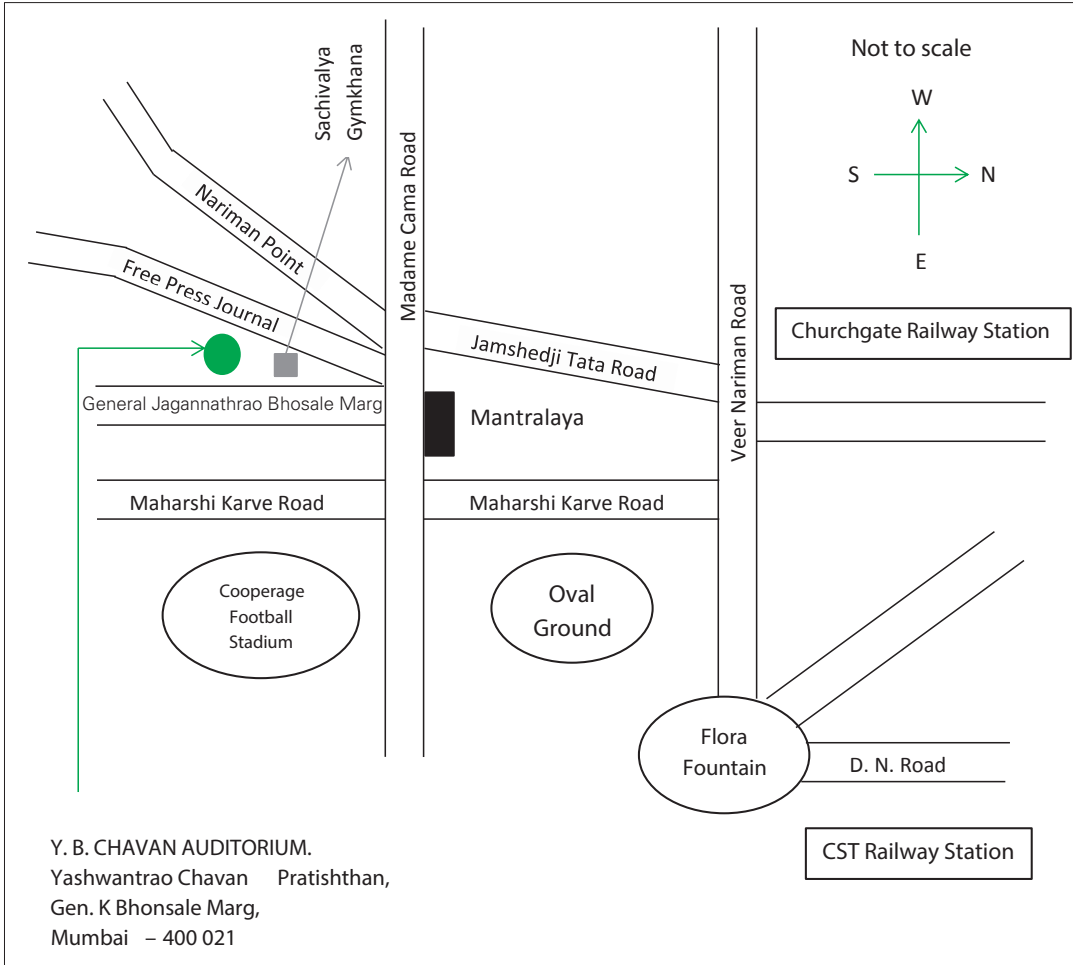 Not to scale
W
S
N
E
Sachivalya
Gymkhana
Madame Cama Road
Nariman Point
Free Press Journal
Veer Nariman Road
Churchgate Railway Station
Jamshedji Tata Road
General Jagannathrao Bhosale Marg
Mantralaya
Maharshi Karve Road
Maharshi Karve Road
Cooperage
Football
Stadium
Oval
Ground
Flora
Fountain
D. N. Road
CST Railway Station
Y. B. CHAVAN AUDITORIUM.
Yashwantrao Chavan Pratishthan,
Gen. K Bhonsale Marg,
Mumbai – 400 021